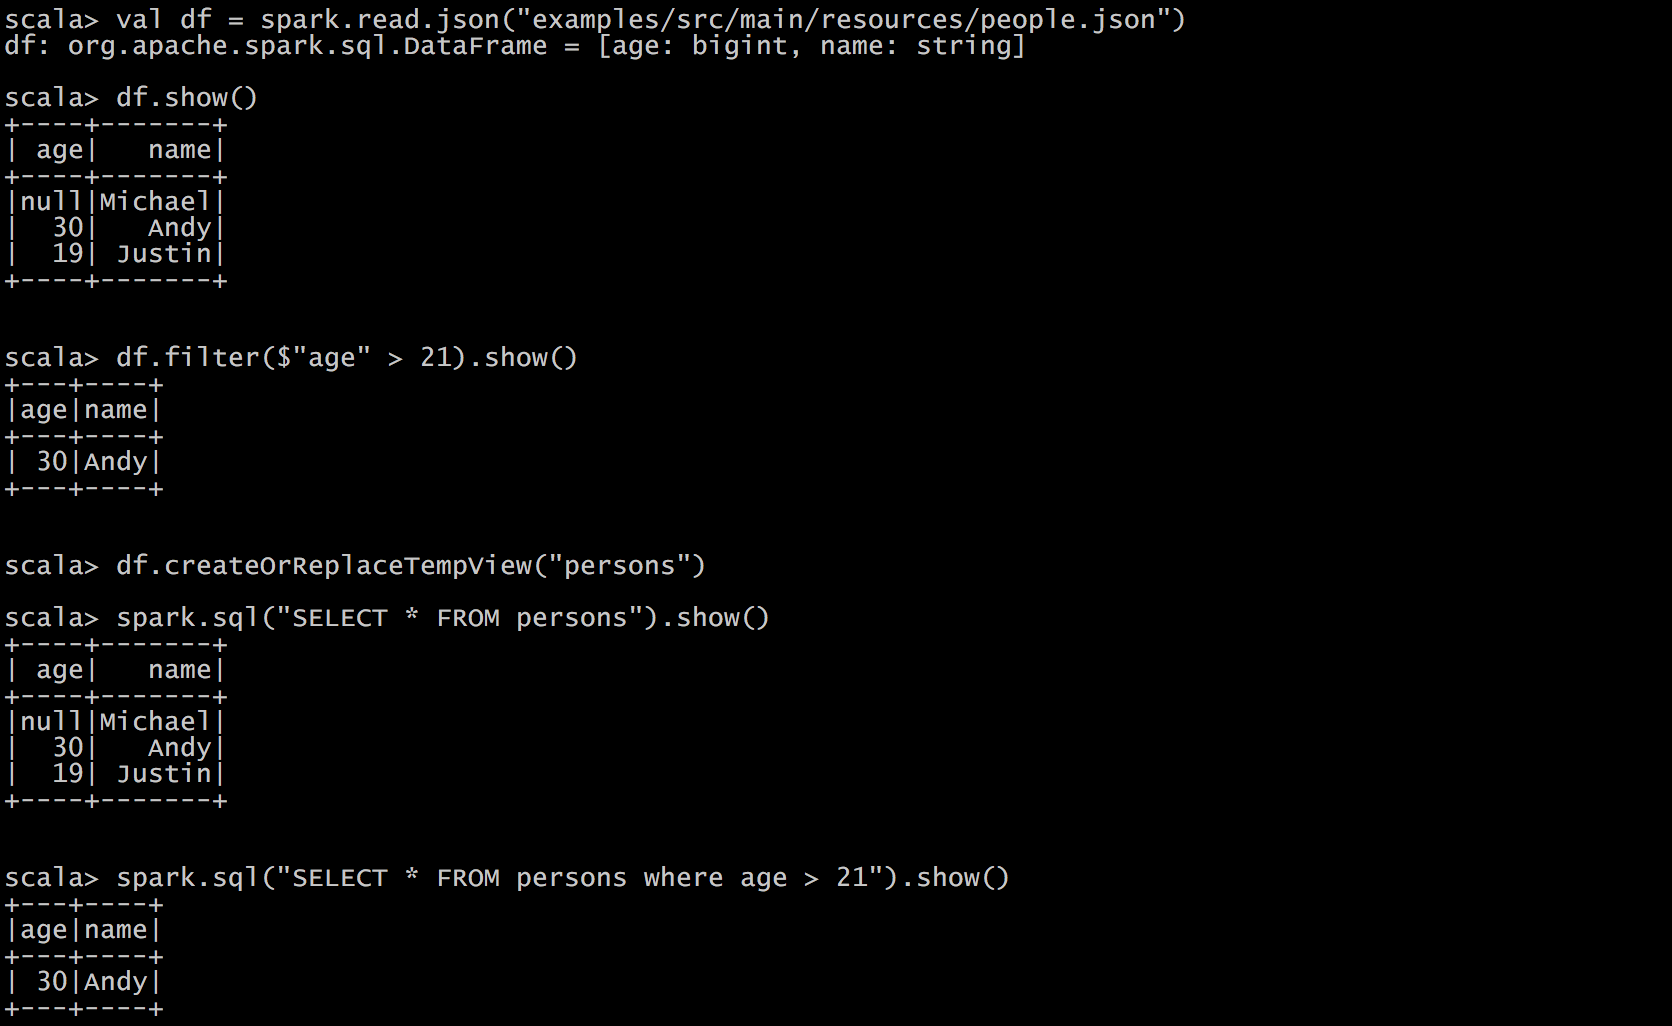 scala> val df = spark.read.json("examples/src/main/resources/people.json")
df: org.apache.spark.sql.DataFrame = [age: bigint, name: string]
scala> df.show()
+----+-------+
| age|   name|
+----+-------+
|null|Michael|
|  30|   Andy|
|  19| Justin|
+----+-------+
scala> df.filter($"age" > 21).show()
+---+----+
|age|name|
+---+----+
| 30|Andy|
+---+----+
scala> df.createOrReplaceTempView("persons")
scala> spark.sql("SELECT * FROM persons").show()
+----+-------+
| age|   name|
+----+-------+
|null|Michael|
|  30|   Andy|
|  19| Justin|
+----+-------+
scala> spark.sql("SELECT * FROM persons where age > 21").show()
+---+----+
|age|name|
+---+----+
| 30|Andy|
+---+----+